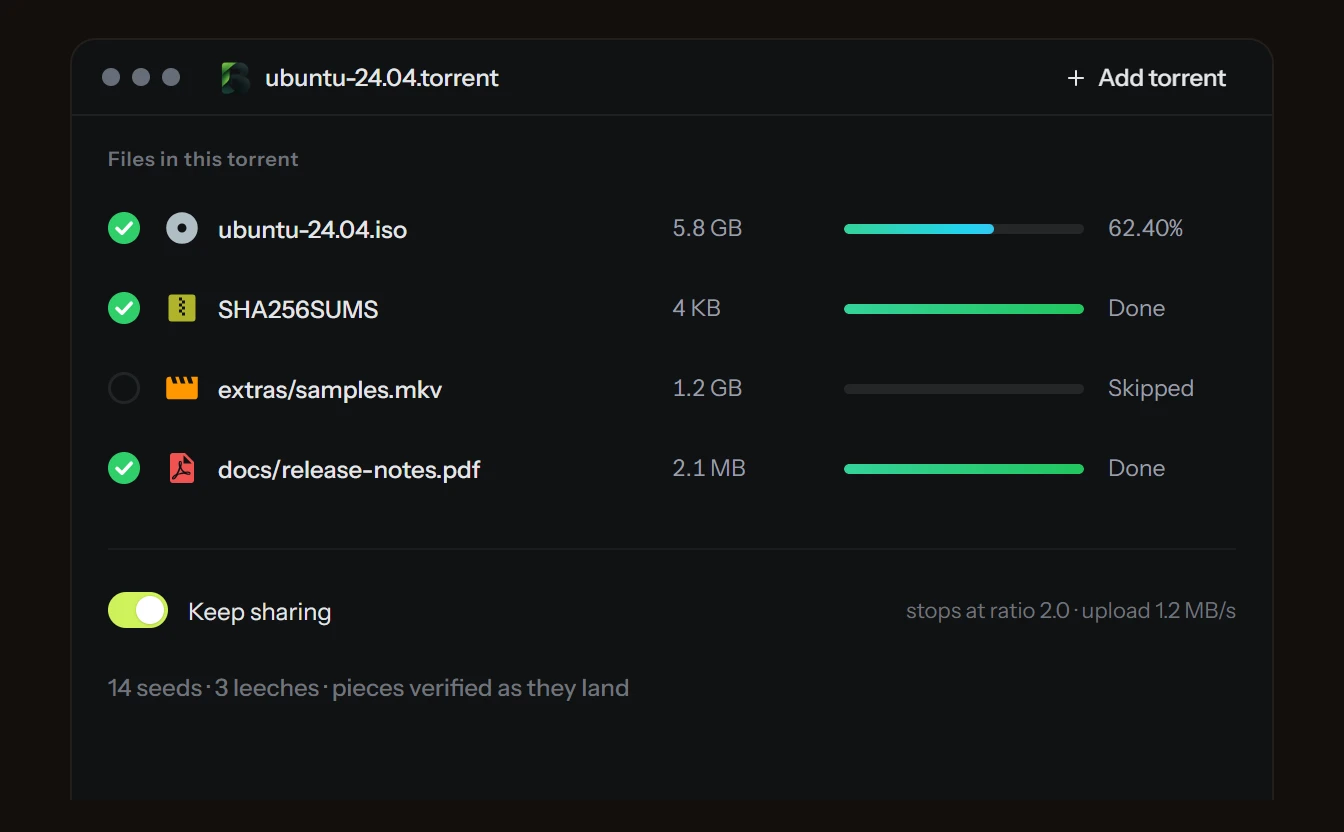 ubuntu-24.04.torrent
+ Add torrent
Files in this torrent
ubuntu-24.04.iso 5.8 GB 62.40%
SHA256SUMS 4 KB Done
extras/samples.mkv 1.2 GB Skipped
docs/release-notes.pdf 2.1 MB Done
Keep sharing stops at ratio 2.0 · upload 1.2 MB/s
14 seeds · 3 leeches · pieces verified as they land